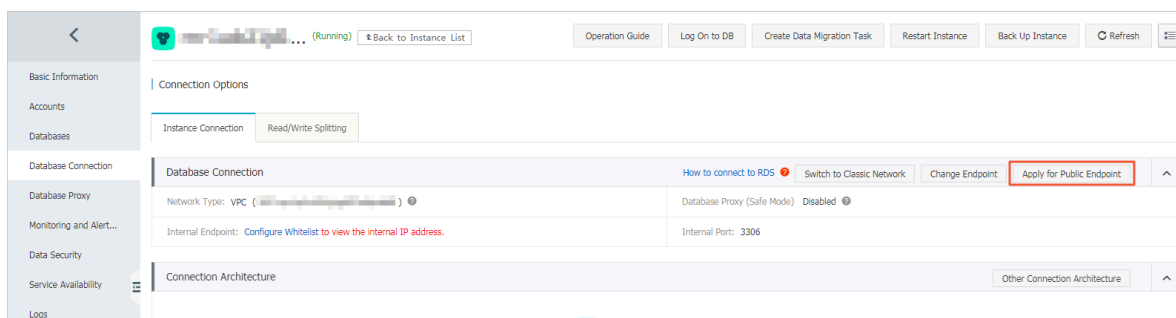 ... (Running) Back to Instance List Operation Guide Log On to DB Create Data Migration Task Restart Instance Back Up Instance Refresh
Basic Information
Accounts
Databases
Database Connection
Database Proxy
Monitoring and Alert...
Data Security
Service Availability
Logs
Connection Options
Instance Connection Read/Write Splitting
Database Connection How to connect to RDS Switch to Classic Network Change Endpoint Apply for Public Endpoint
Network Type: VPC ( ) Database Proxy (Safe Mode) Disabled
Internal Endpoint: Configure Whitelist to view the internal IP address. Internal Port: 3306
Connection Architecture Other Connection Architecture